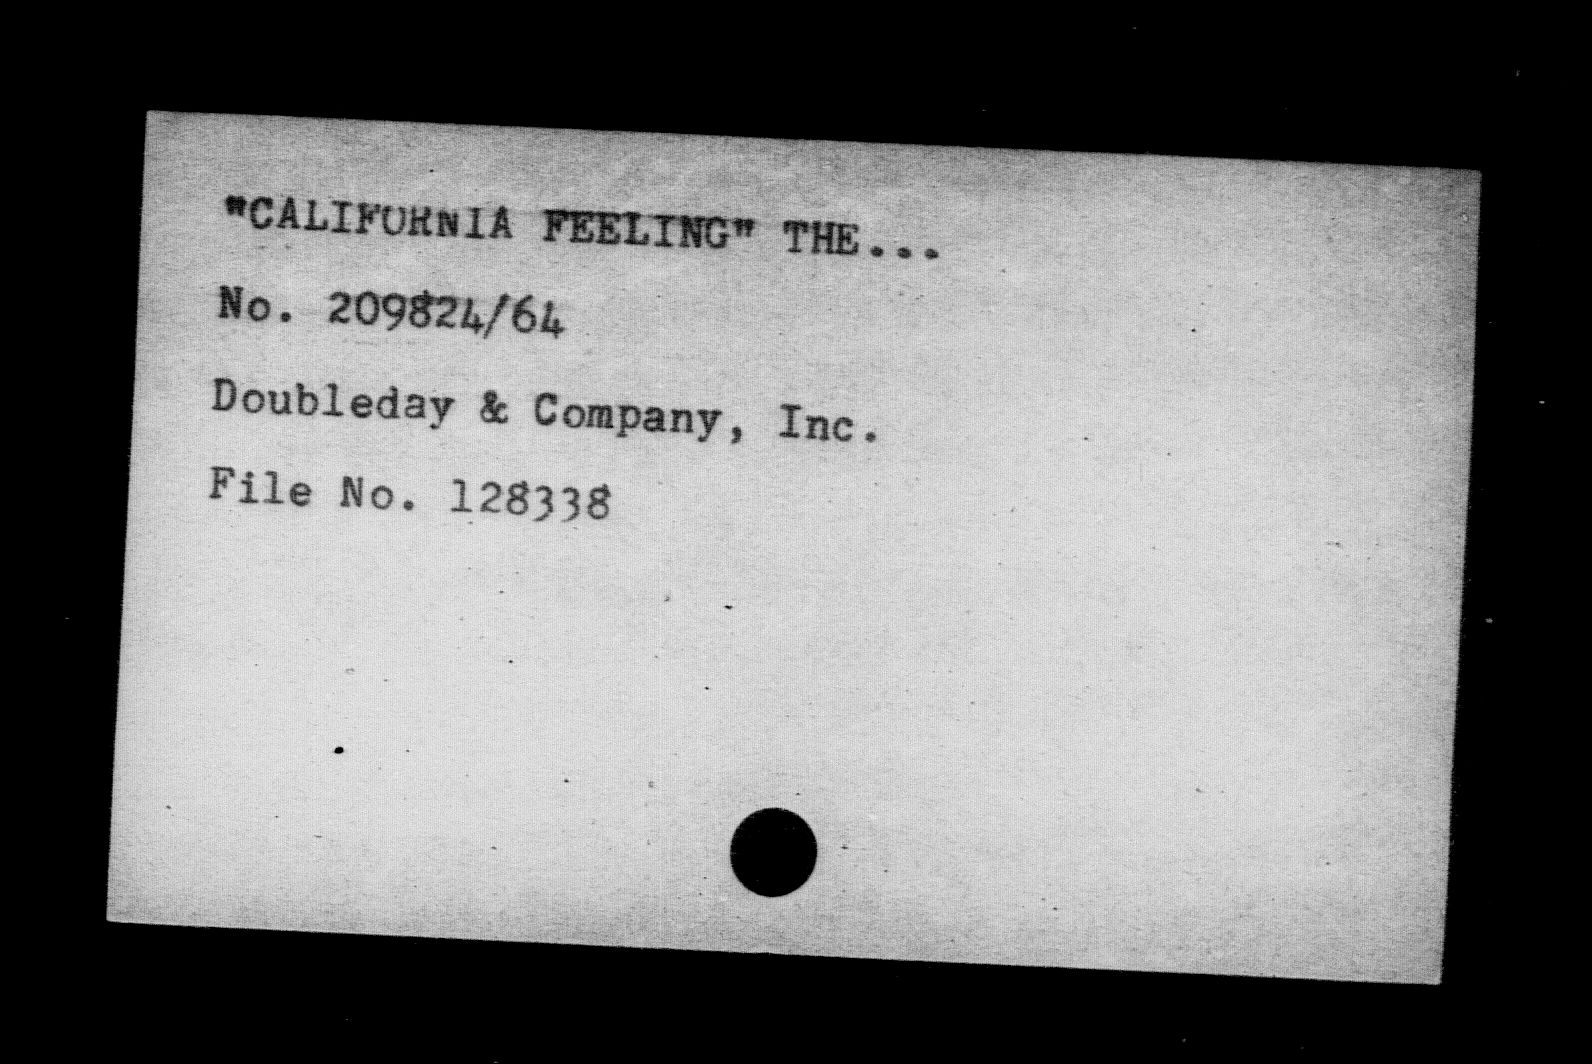 "CALIFORNIA FEELING" THE...
No. 209824/64
Doubleday & Company, Inc.
File No. 128338